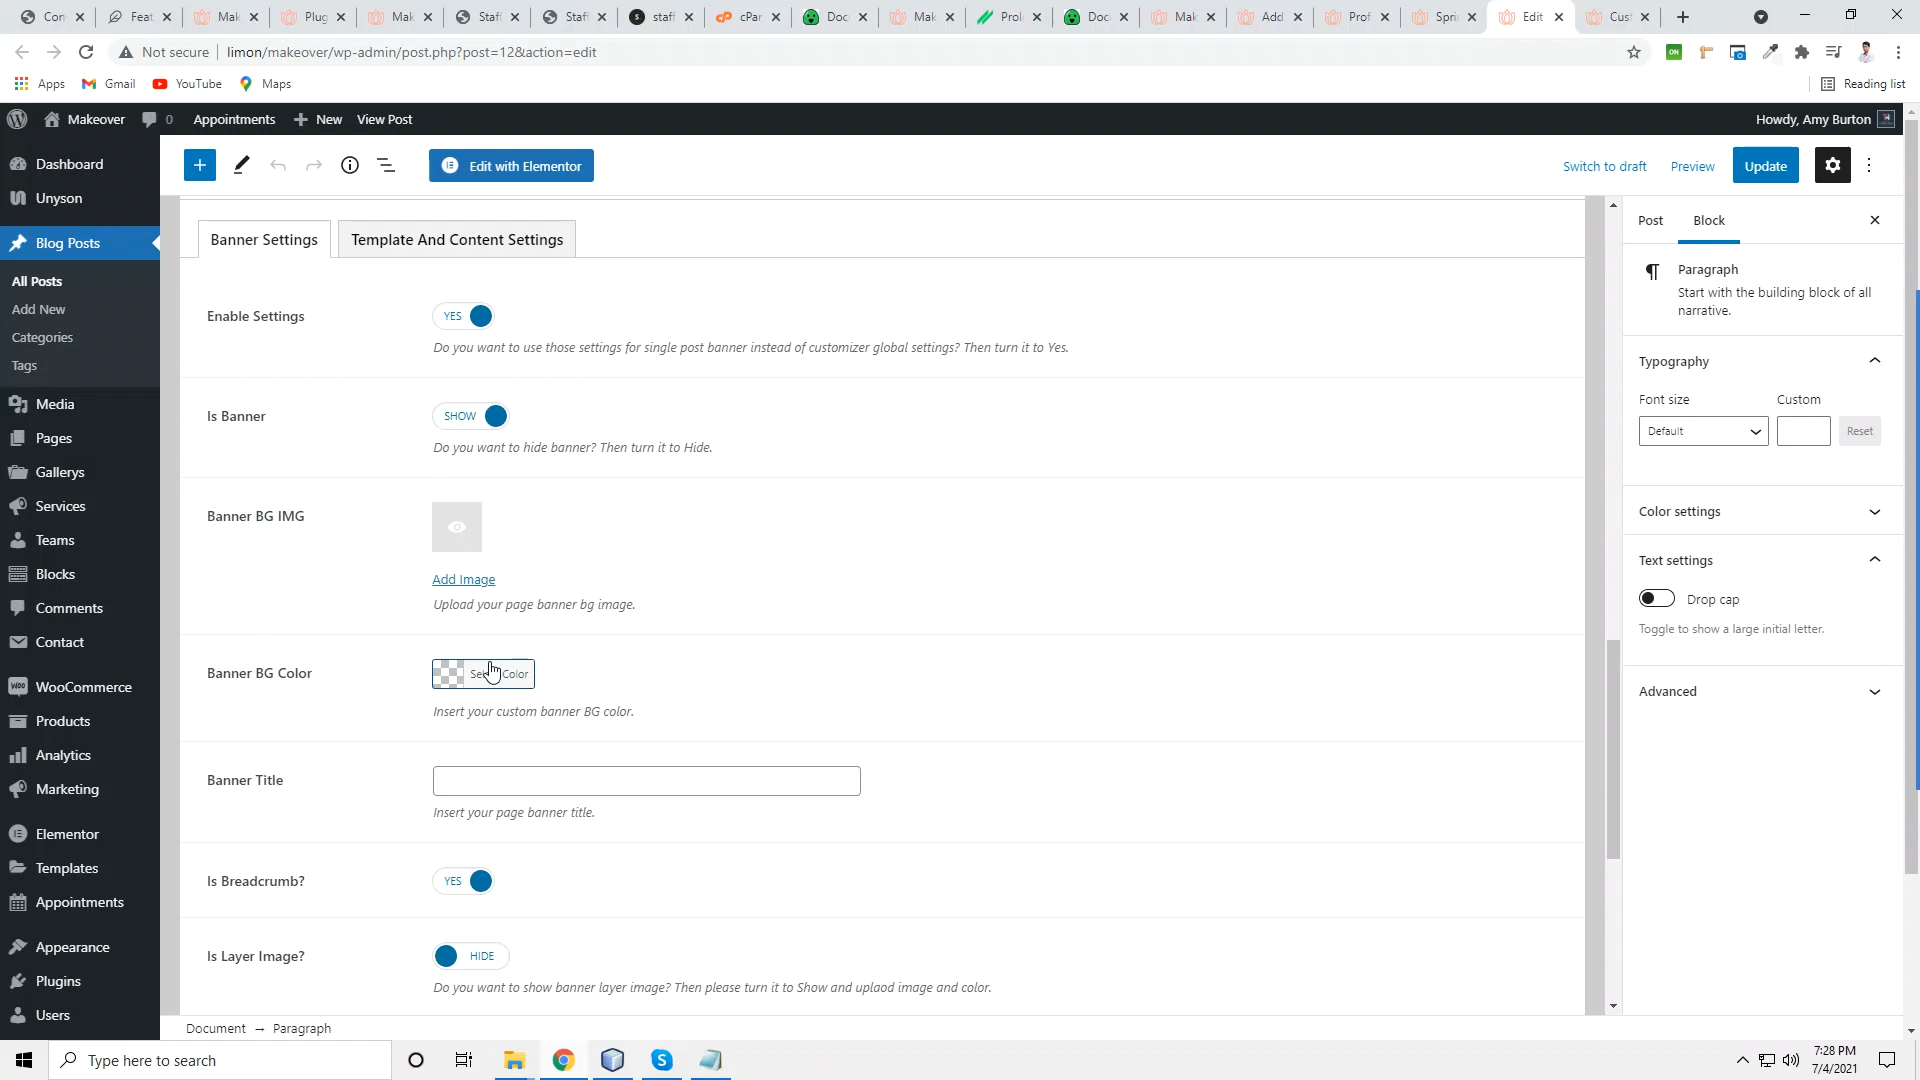 Con
Feat
Mak
Plug
Mak
Staff
Staff
staff
cPar
Doc
Mak
Prol
Doc
Mak
Add
Prof
Spri
Edit
Cust
Not secure
limon/makeover/wp-admin/post.php?post=12&action=edit
ON
Apps
Gmail
YouTube
Maps
Reading list
Makeover
0
Appointments
New
View Post
Howdy, Amy Burton
Dashboard
Unyson
Blog Posts
All Posts
Add New
Categories
Tags
Media
Pages
Gallerys
Services
Teams
Blocks
Comments
Contact
WooCommerce
Products
Analytics
Marketing
Elementor
Templates
Appointments
Appearance
Plugins
Users
Edit with Elementor
Switch to draft
Preview
Update
Banner Settings
Template And Content Settings
Enable Settings
YES
Do you want to use those settings for single post banner instead of customizer global settings? Then turn it to Yes.
Is Banner
SHOW
Do you want to hide banner? Then turn it to Hide.
Banner BG IMG
Add Image
Upload your page banner bg image.
Banner BG Color
Color
Insert your custom banner BG color.
Banner Title
Insert your page banner title.
Is Breadcrumb?
YES
Is Layer Image?
HIDE
Do you want to show banner layer image? Then please turn it to Show and uplaod image and color.
Document → Paragraph
Post
Block
Paragraph
Start with the building block of all
narrative.
Typography
Font size
Custom
Default
Reset
Color settings
Text settings
Drop cap
Toggle to show a large initial letter.
Advanced
Type here to search
7:28 PM
7/4/2021